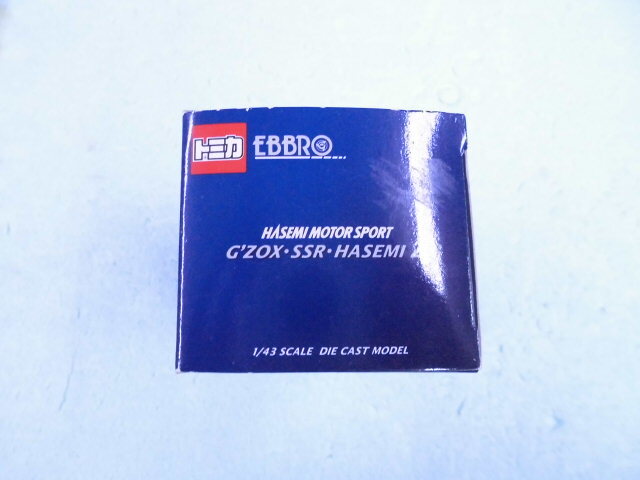 トミカ EBBRO
HASEMI MOTOR SPORT
G'ZOX・SSR・HASEMI Z
1/43 SCALE DIE CAST MODEL